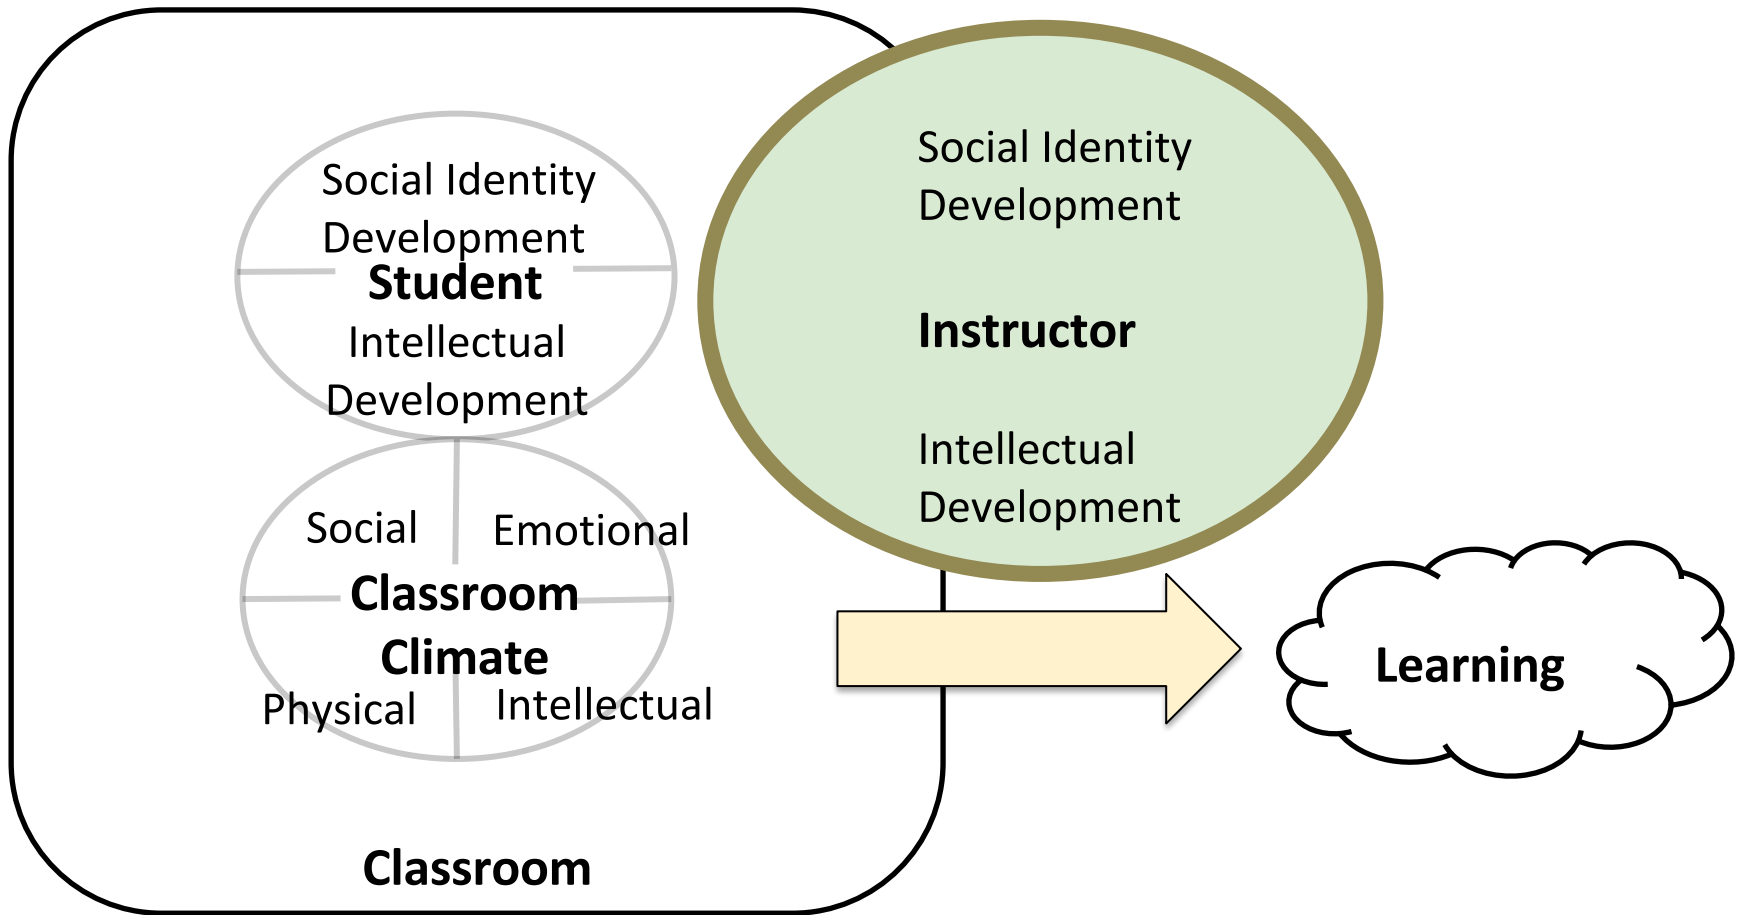 Social Identity
Development
Student
Intellectual
Development
Social
Emotional
Classroom
Climate
Physical
Intellectual
Classroom
Social Identity
Development
Instructor
Intellectual
Development
Learning